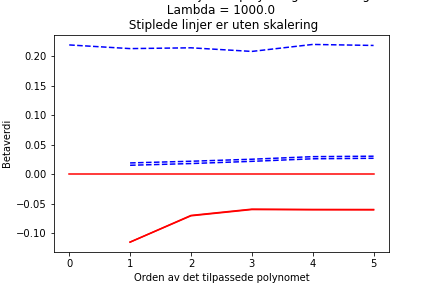 Lambda = 1000.0
Stiplede linjer er uten skalering
0.20
0.15
0.10
0.05
0.00
−0.05
−0.10
Betaverdi
0 1 2 3 4 5
Orden av det tilpassede polynomet